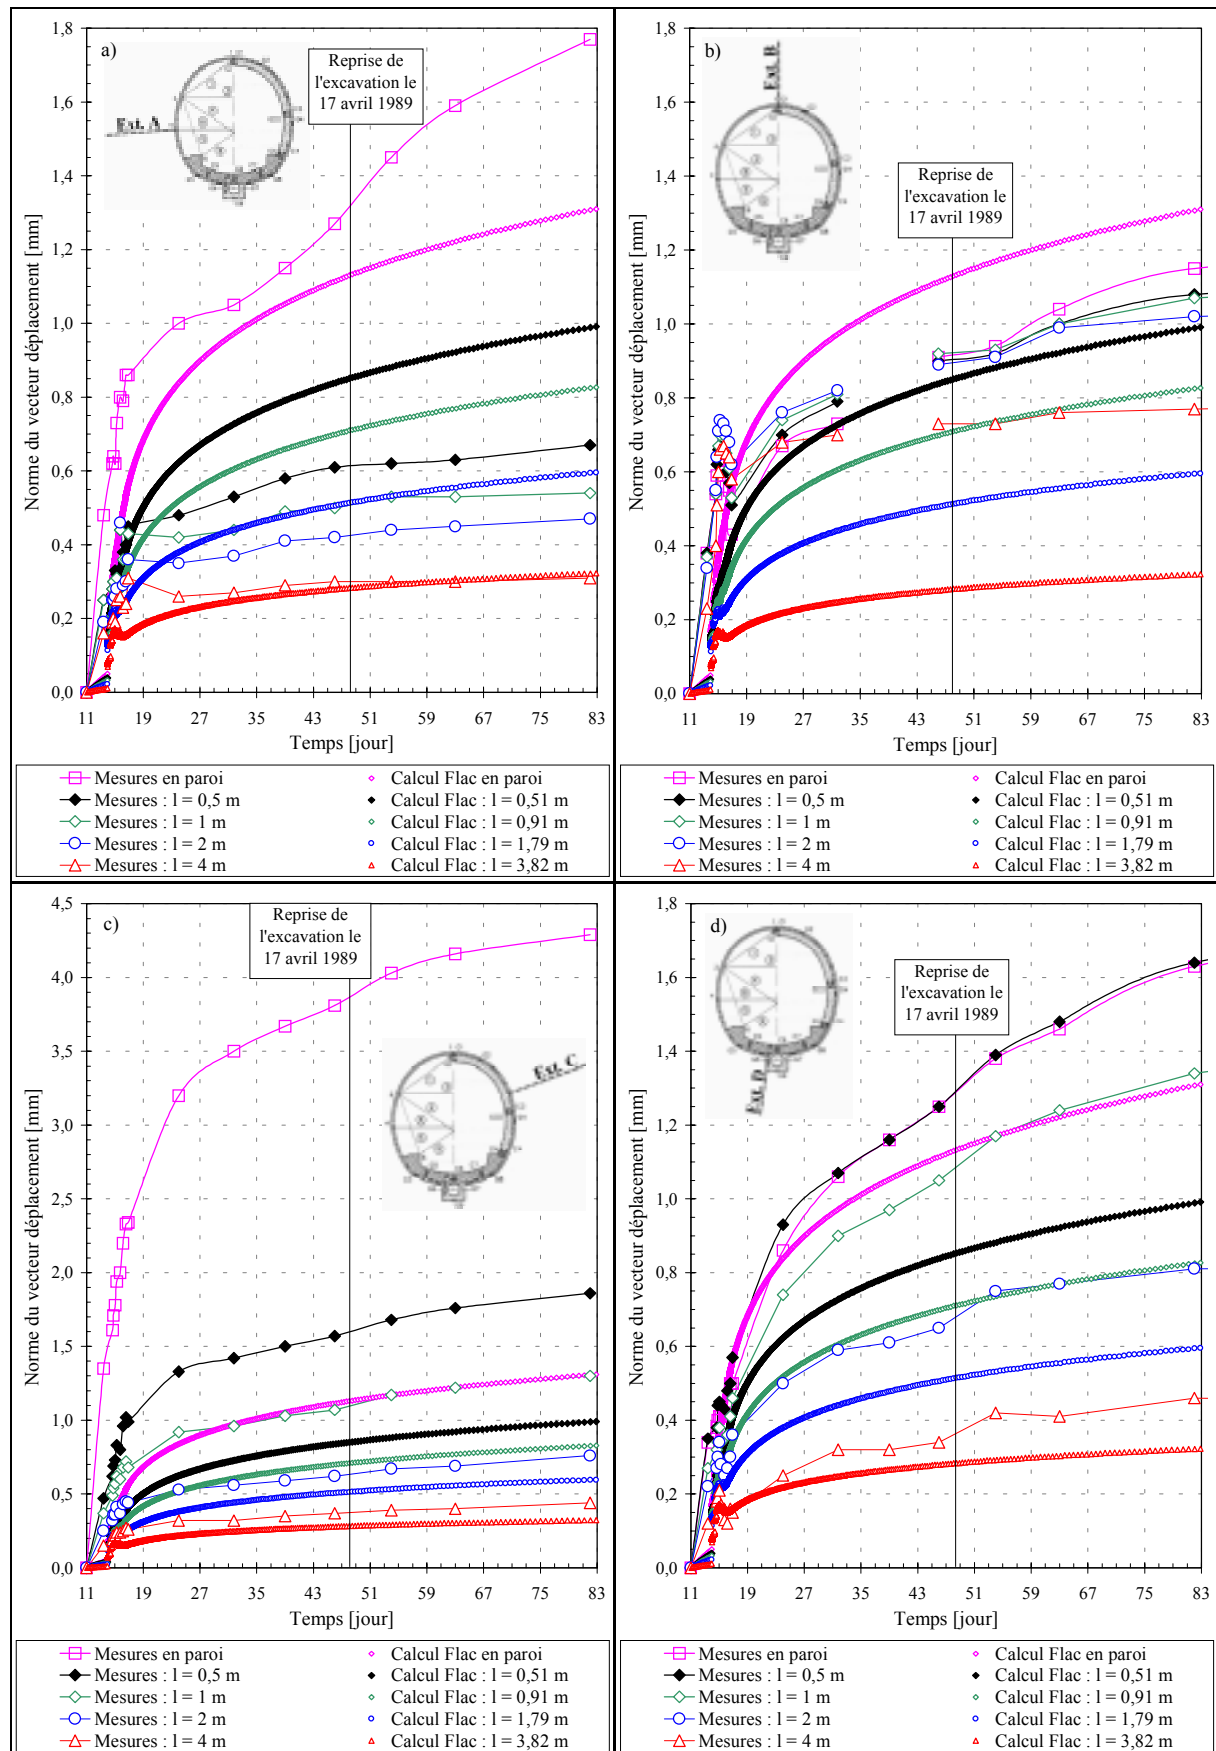 a)
Reprise de
l'excavation le
17 avril 1989
Ext. A
Norme du vecteur déplacement [mm]
1,8
1,6
1,4
1,2
1,0
0,8
0,6
0,4
0,2
0,0
11 19 27 35 43 51 59 67 75 83
Temps [jour]
Mesures en paroi
Mesures : l = 0,5 m
Mesures : l = 1 m
Mesures : l = 2 m
Mesures : l = 4 m
Calcul Flac en paroi
Calcul Flac : l = 0,51 m
Calcul Flac : l = 0,91 m
Calcul Flac : l = 1,79 m
Calcul Flac : l = 3,82 m
b)
Ext. B
Reprise de
l'excavation le
17 avril 1989
Norme du vecteur déplacement [mm]
1,8
1,6
1,4
1,2
1,0
0,8
0,6
0,4
0,2
0,0
11 19 27 35 43 51 59 67 75 83
Temps [jour]
Mesures en paroi
Mesures : l = 0,5 m
Mesures : l = 1 m
Mesures : l = 2 m
Mesures : l = 4 m
Calcul Flac en paroi
Calcul Flac : l = 0,51 m
Calcul Flac : l = 0,91 m
Calcul Flac : l = 1,79 m
Calcul Flac : l = 3,82 m
c)
Reprise de
l'excavation le
17 avril 1989
Ext. C
Norme du vecteur déplacement [mm]
4,5
4,0
3,5
3,0
2,5
2,0
1,5
1,0
0,5
0,0
11 19 27 35 43 51 59 67 75 83
Temps [jour]
Mesures en paroi
Mesures : l = 0,5 m
Mesures : l = 1 m
Mesures : l = 2 m
Mesures : l = 4 m
Calcul Flac en paroi
Calcul Flac : l = 0,51 m
Calcul Flac : l = 0,91 m
Calcul Flac : l = 1,79 m
Calcul Flac : l = 3,82 m
d)
Reprise de
l'excavation le
17 avril 1989
Ext. D
Norme du vecteur déplacement [mm]
1,8
1,6
1,4
1,2
1,0
0,8
0,6
0,4
0,2
0,0
11 19 27 35 43 51 59 67 75 83
Temps [jour]
Mesures en paroi
Mesures : l = 0,5 m
Mesures : l = 1 m
Mesures : l = 2 m
Mesures : l = 4 m
Calcul Flac en paroi
Calcul Flac : l = 0,51 m
Calcul Flac : l = 0,91 m
Calcul Flac : l = 1,79 m
Calcul Flac : l = 3,82 m